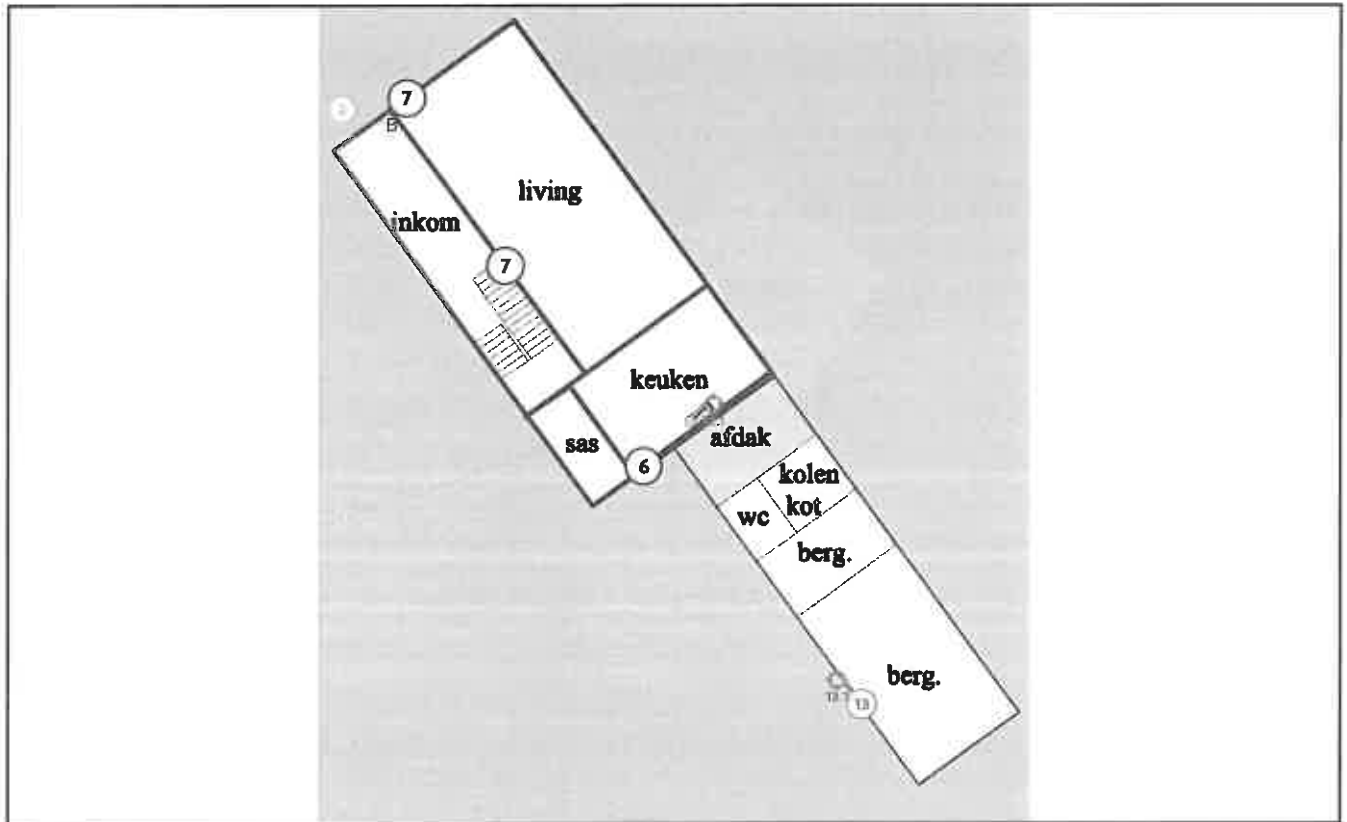 7
B
living
inkom
7
keuken
afdak
sas
6
kolen
kot
wc
berg.
berg.
13